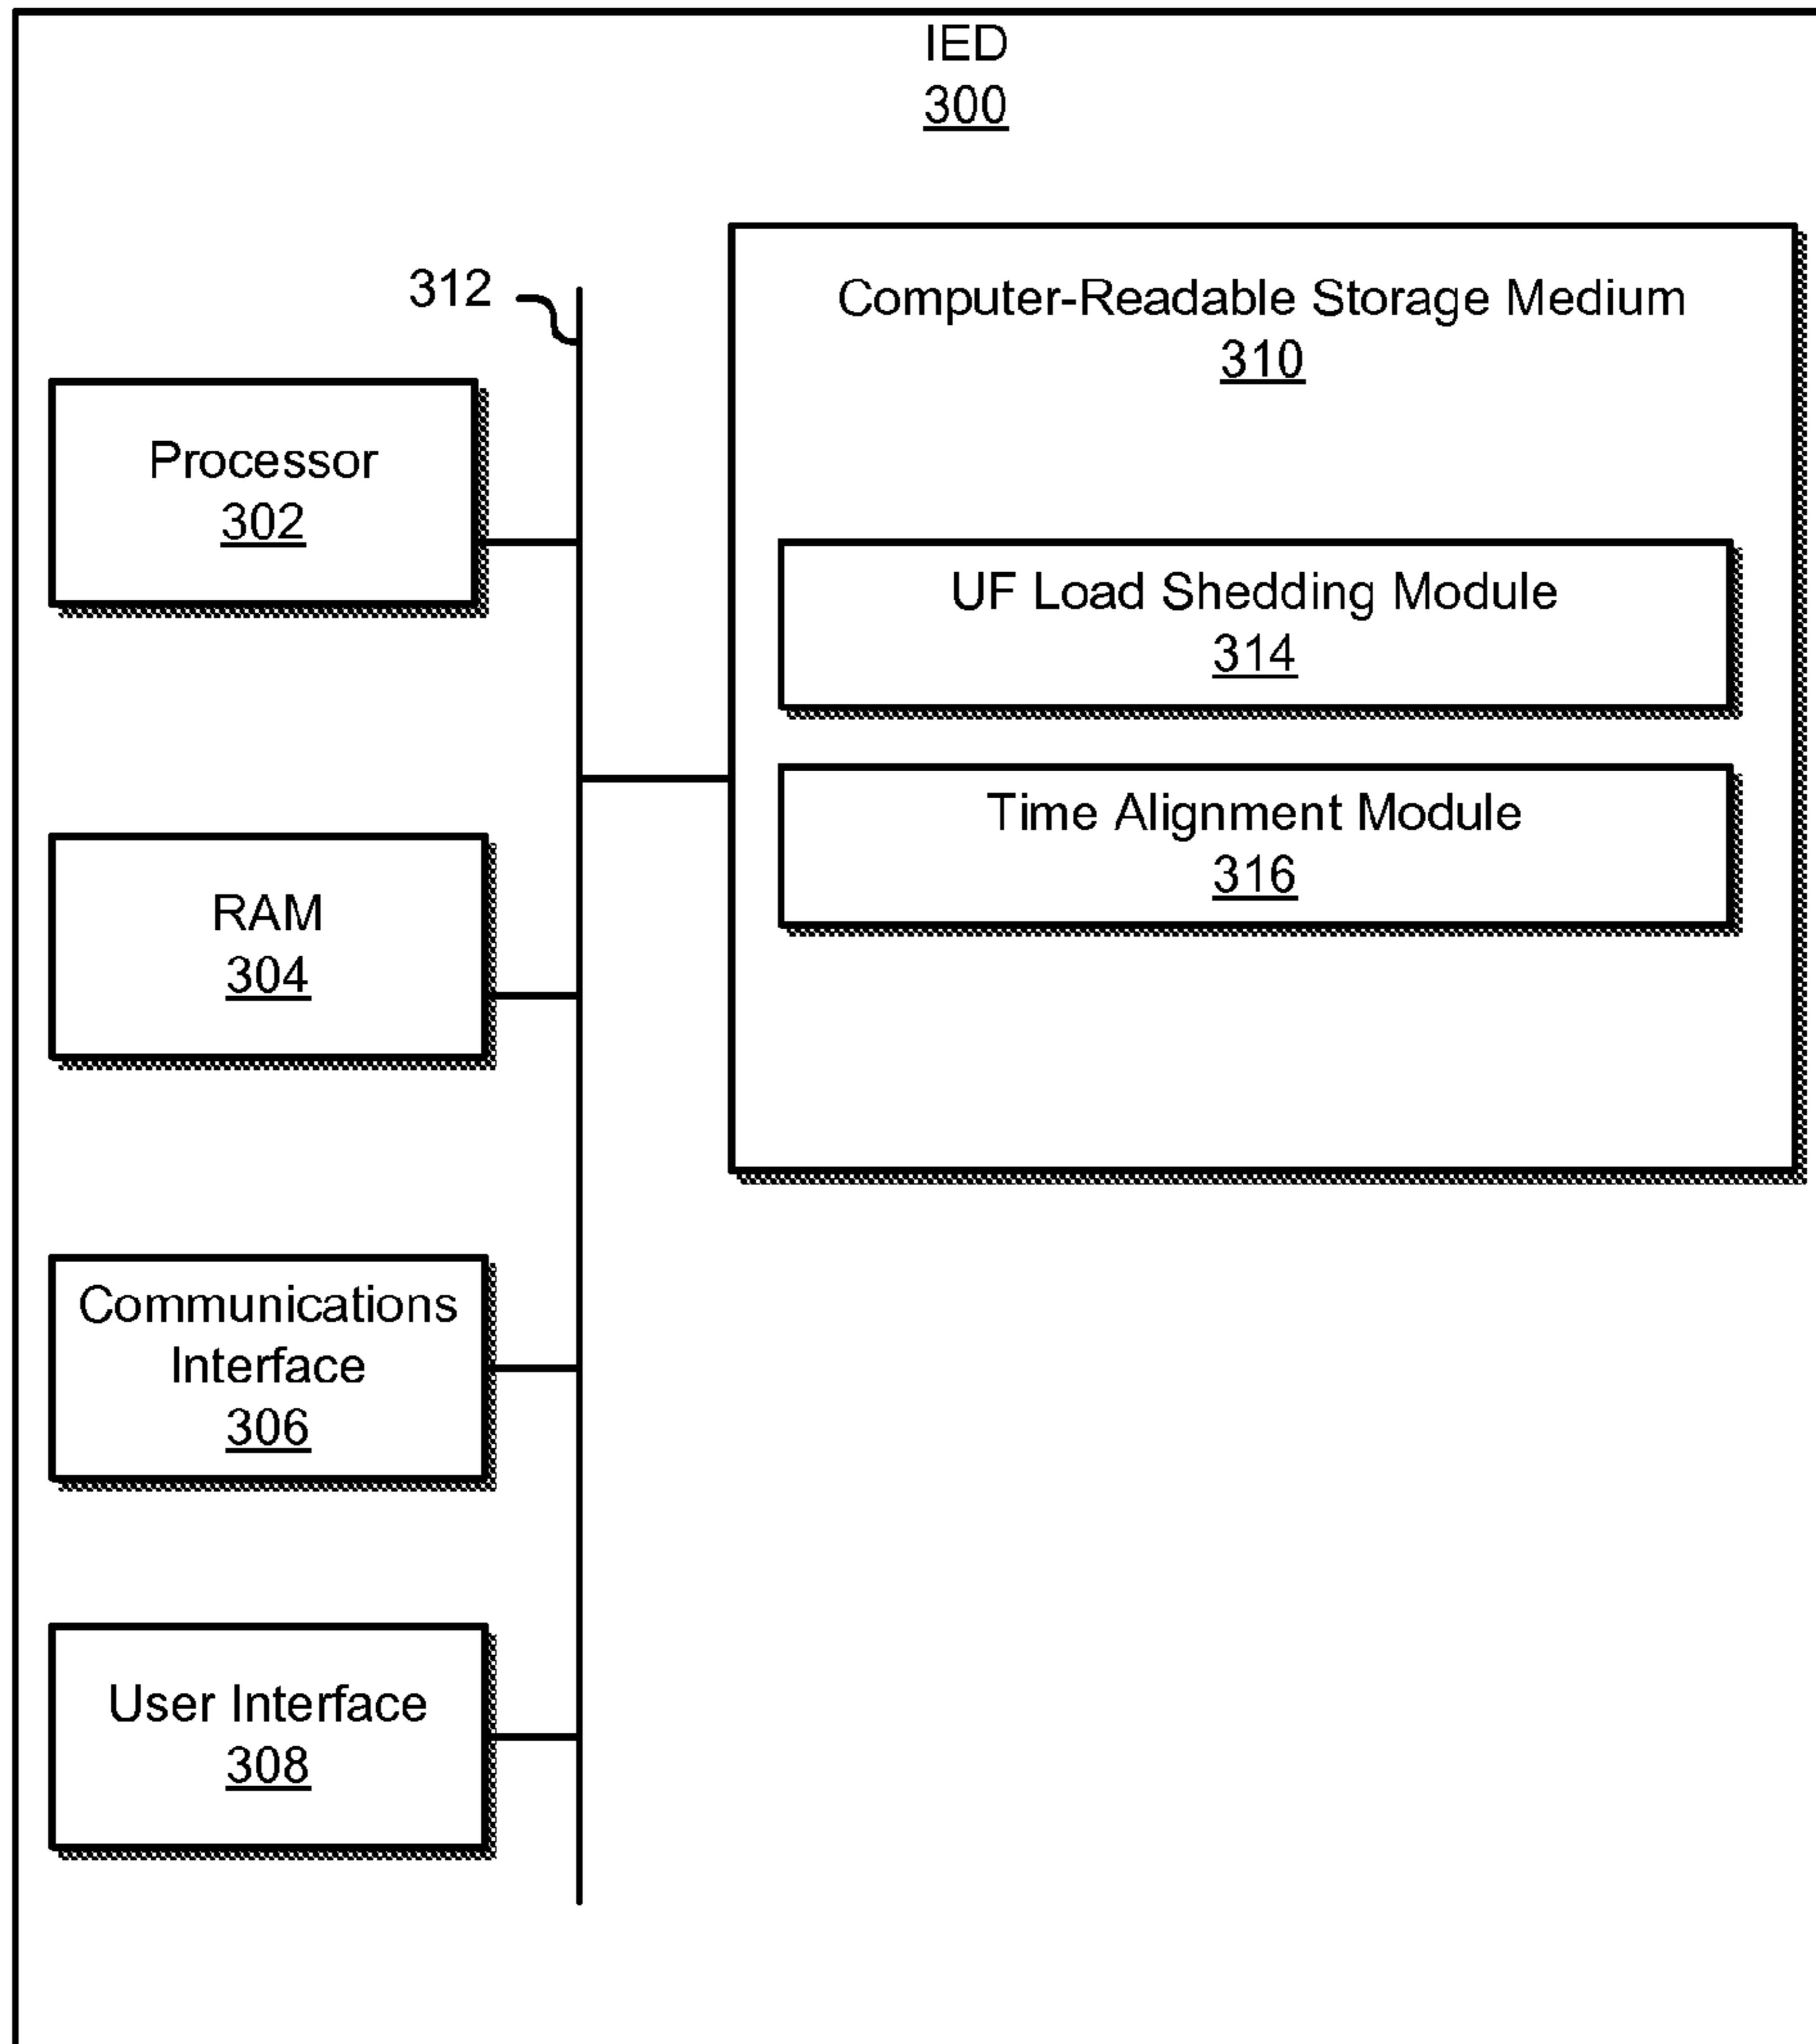 IED
300
312
Computer-Readable Storage Medium
310
Processor
302
UF Load Shedding Module
314
Time Alignment Module
316
RAM
304
Communications
Interface
306
User Interface
308